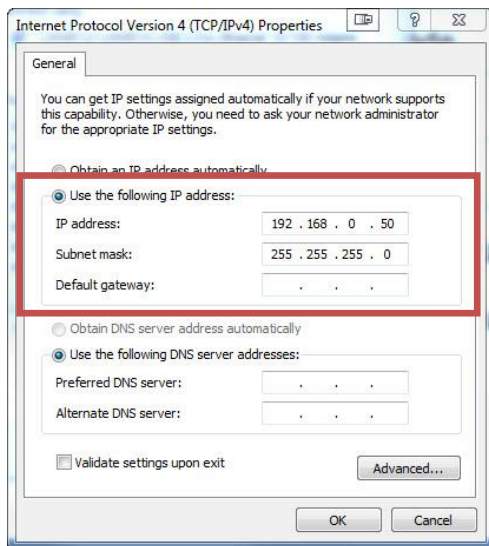 Internet Protocol Version 4 (TCP/IPv4) Properties
General
You can get IP settings assigned automatically if your network supports
this capability. Otherwise, you need to ask your network administrator
for the appropriate IP settings.
Obtain an IP address automatically
Use the following IP address:
IP address: 192 . 168 . 0 . 50
Subnet mask: 255 . 255 . 255 . 0
Default gateway: . . .
Obtain DNS server address automatically
Use the following DNS server addresses:
Preferred DNS server: . . .
Alternate DNS server: . . .
Validate settings upon exit
Advanced...
OK Cancel